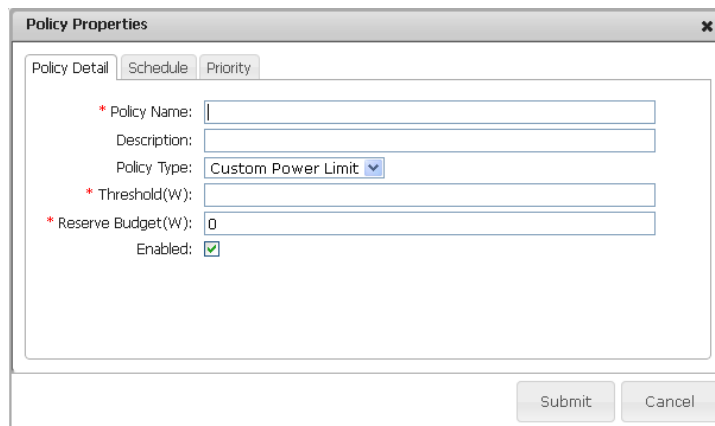 Policy Properties
Policy Detail Schedule Priority
* Policy Name:
Description:
Policy Type: Custom Power Limit
* Threshold(W):
* Reserve Budget(W): 0
Enabled:
Submit Cancel